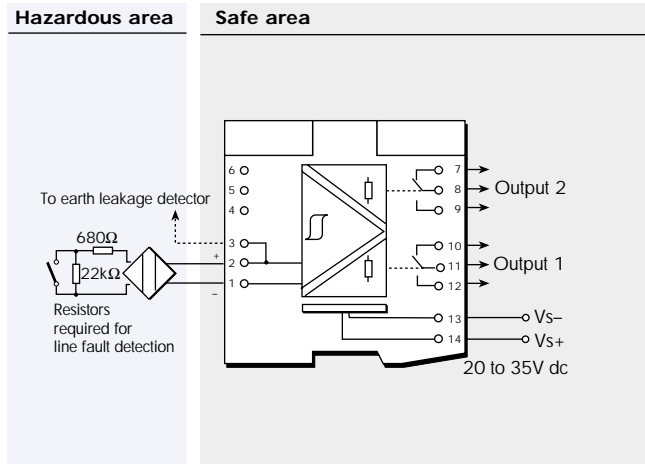 Hazardous area
Safe area
To earth leakage detector
680Ω
22kΩ
Resistors
required for
line fault detection
+
–
6
5
4
3
2
1
7
8
9
Output 2
10
11
12
Output 1
13
Vs–
14
Vs+
20 to 35V dc